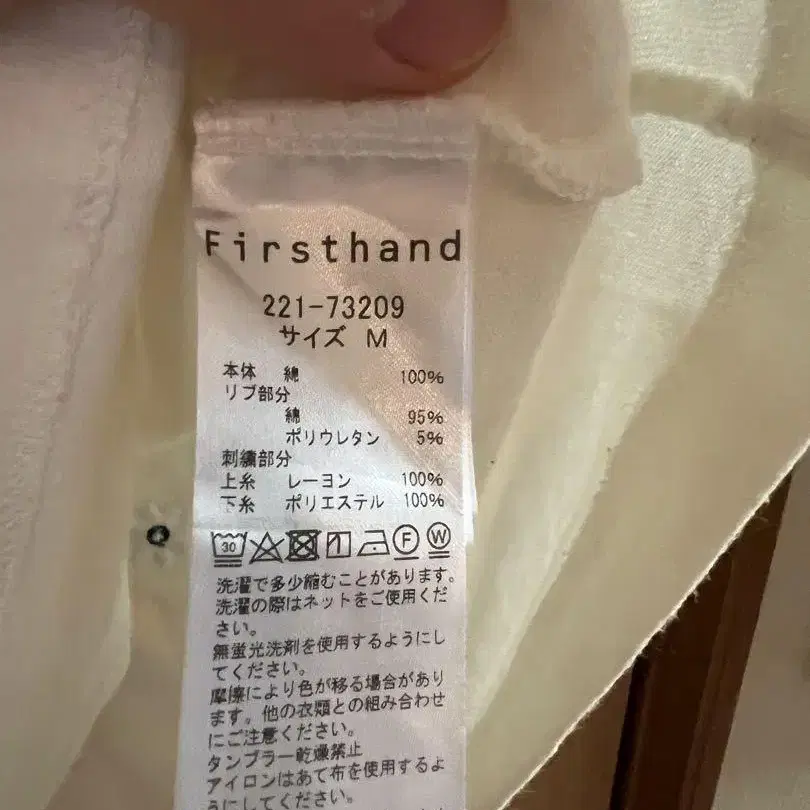 Firsthand
221-73209
サイズ M
本体 綿 100%
リブ部分
綿 95%
ポリウレタン 5%
刺繍部分
上糸 レーヨン 100%
下糸 ポリエステル 100%
30 F W
洗濯で多少縮むことがあります。
洗濯の際はネットをご使用くだ
さい。
無蛍光洗剤を使用するようにし
てください。
摩擦により色が移る場合があり
ます。他の衣類との組み合わせ
にご注意ください。
タンブラー乾燥禁止
アイロンはあて布を使用するよ
うにしてください。